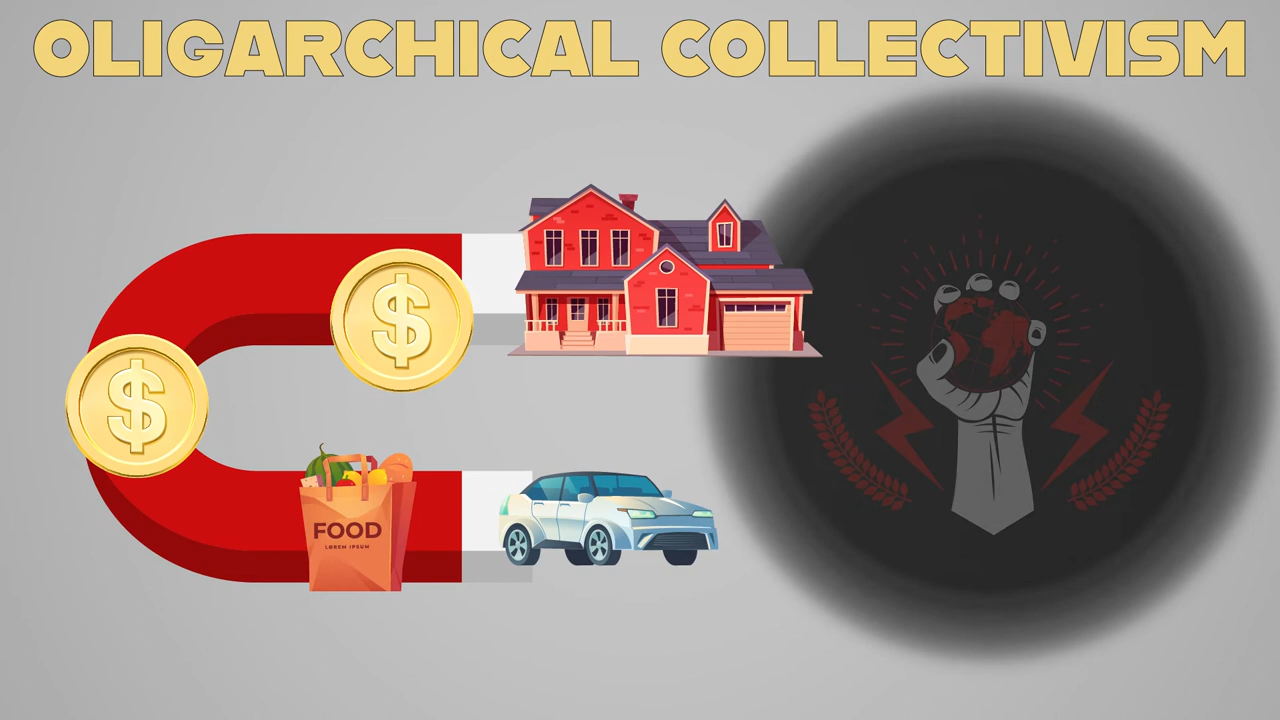 OLIGARCHICAL COLLECTIVISM
$
$
FOOD
LOREM IPSUM